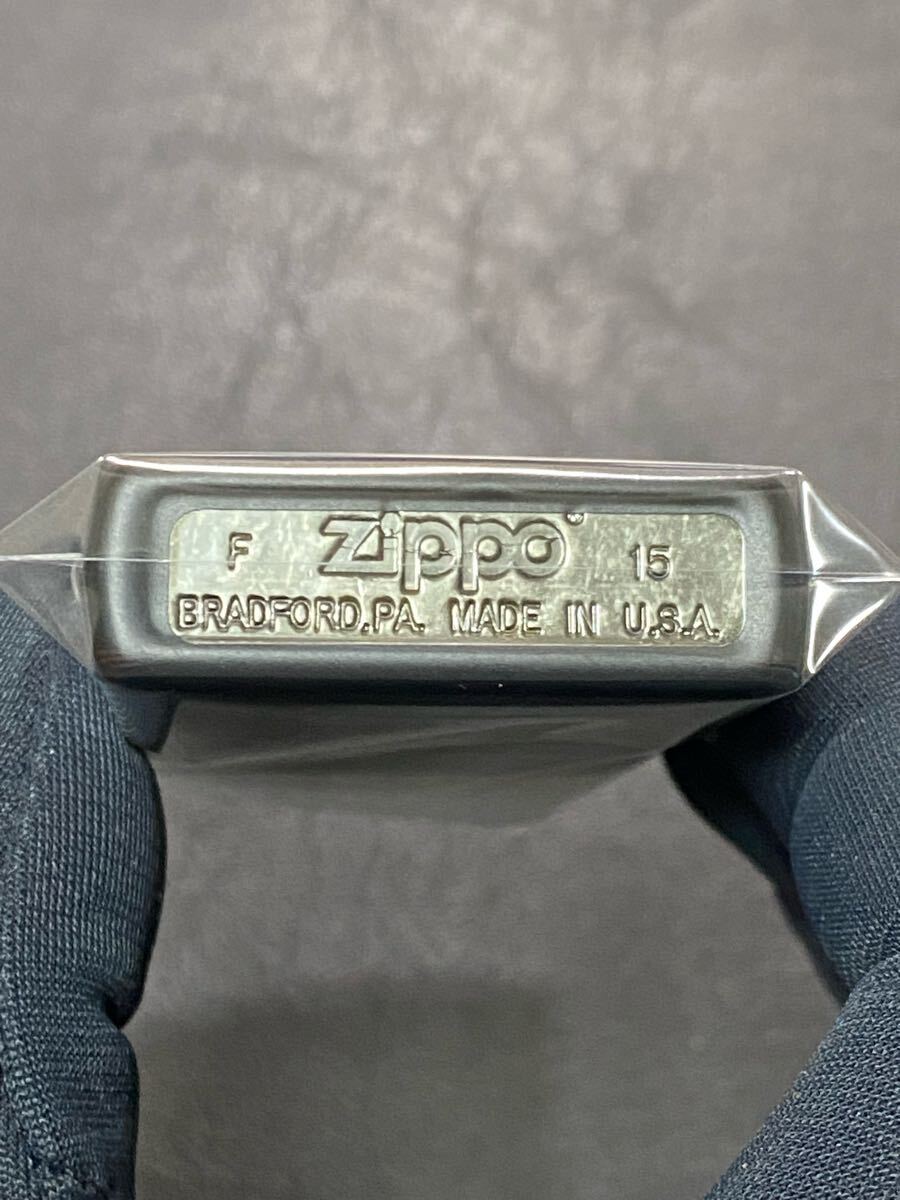 F zippo® 15
BRADFORD,PA. MADE IN U.S.A.